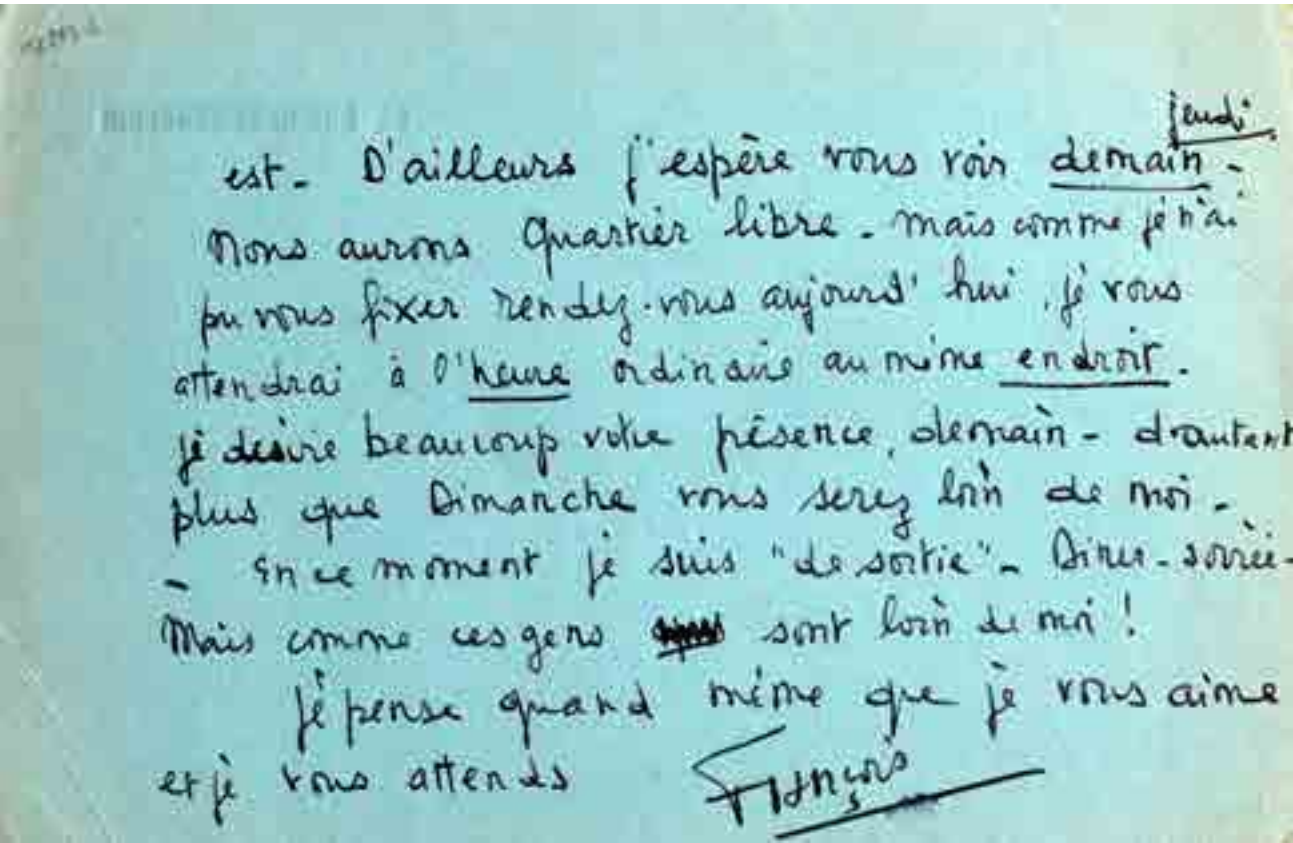 jeudi
est - D'ailleurs j'espère vous voir demain -
Nous aurons Quartier libre - mais comme je n'ai
pu vous fixer rendez-vous aujourd'hui, je vous
attendrai à l'heure ordinaire au même endroit.
je désire beaucoup votre présence, demain - d'autant
plus que Dimanche vous serez loin de moi -
- En ce moment je suis "de sortie" - Diner - soirée -
Mais comme ces gens sont loin de moi !
Je pense quand même que je vous aime
et je vous attends
François